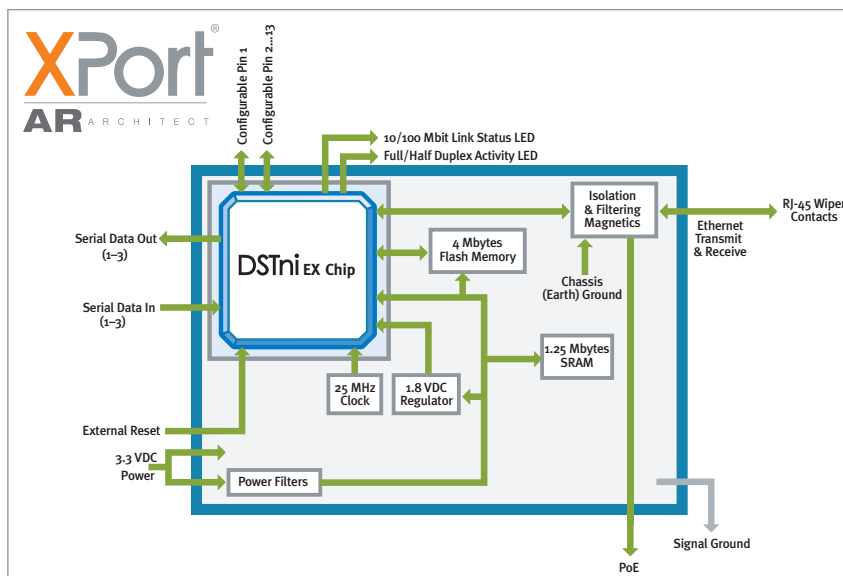 XPort®
AR ARCHITECT
Configurable Pin 1
Configurable Pin 2...13
10/100 Mbit Link Status LED
Full/Half Duplex Activity LED
Isolation
& Filtering
Magnetics
RJ-45 Wiper
Contacts
Ethernet
Transmit
& Receive
Serial Data Out
(1–3)
DSTni EX Chip
4 Mbytes
Flash Memory
Chassis
(Earth) Ground
Serial Data In
(1–3)
1.25 Mbytes
SRAM
25 MHz
Clock
1.8 VDC
Regulator
External Reset
3.3 VDC
Power
Power Filters
Signal Ground
PoE